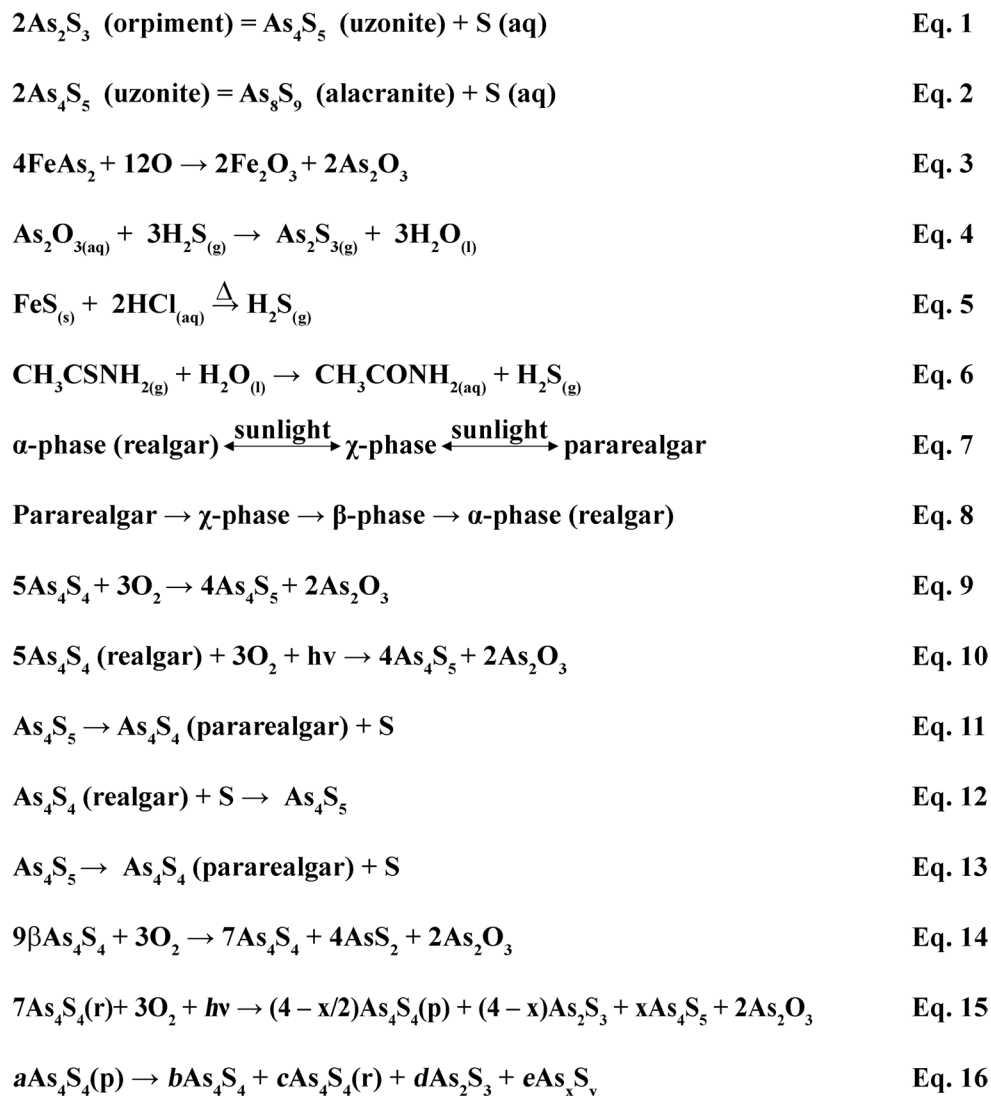 2As₂S₃ (orpiment) = As₄S₅ (uzonite) + S (aq) Eq. 1
2As₄S₅ (uzonite) = As₈S₉ (alacranite) + S (aq) Eq. 2
4FeAs₂ + 12O → 2Fe₂O₃ + 2As₂O₃ Eq. 3
As₂O₃₍aq₎ + 3H₂S₍g₎ → As₂S₃₍g₎ + 3H₂O₍l₎ Eq. 4
FeS₍s₎ + 2HCl₍aq₎ →Δ H₂S₍g₎ Eq. 5
CH₃CSNH₂₍g₎ + H₂O₍l₎ → CH₃CONH₂₍aq₎ + H₂S₍g₎ Eq. 6
α-phase (realgar) ←sunlight→ χ-phase ←sunlight→ pararealgar Eq. 7
Pararealgar → χ-phase → β-phase → α-phase (realgar) Eq. 8
5As₄S₄ + 3O₂ → 4As₄S₅ + 2As₂O₃ Eq. 9
5As₄S₄ (realgar) + 3O₂ + hν → 4As₄S₅ + 2As₂O₃ Eq. 10
As₄S₅ → As₄S₄ (pararealgar) + S Eq. 11
As₄S₄ (realgar) + S → As₄S₅ Eq. 12
As₄S₅ → As₄S₄ (pararealgar) + S Eq. 13
9βAs₄S₄ + 3O₂ → 7As₄S₄ + 4AsS₂ + 2As₂O₃ Eq. 14
7As₄S₄(r)+ 3O₂ + hν → (4 – x/2)As₄S₄(p) + (4 – x)As₂S₃ + xAs₄S₅ + 2As₂O₃ Eq. 15
aAs₄S₄(p) → bAs₄S₄ + cAs₄S₄(r) + dAs₂S₃ + eAsₓSᵧ Eq. 16